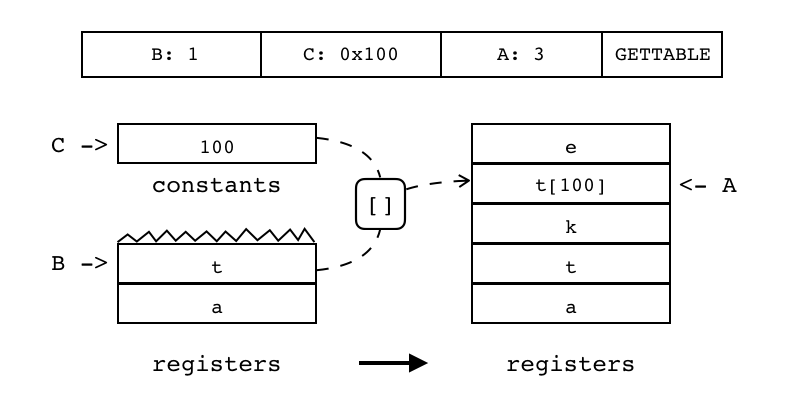 B: 1 C: 0x100 A: 3 GETTABLE
C -> 100
constants
[]
B -> t
a
registers
e
t[100] <- A
k
t
a
registers